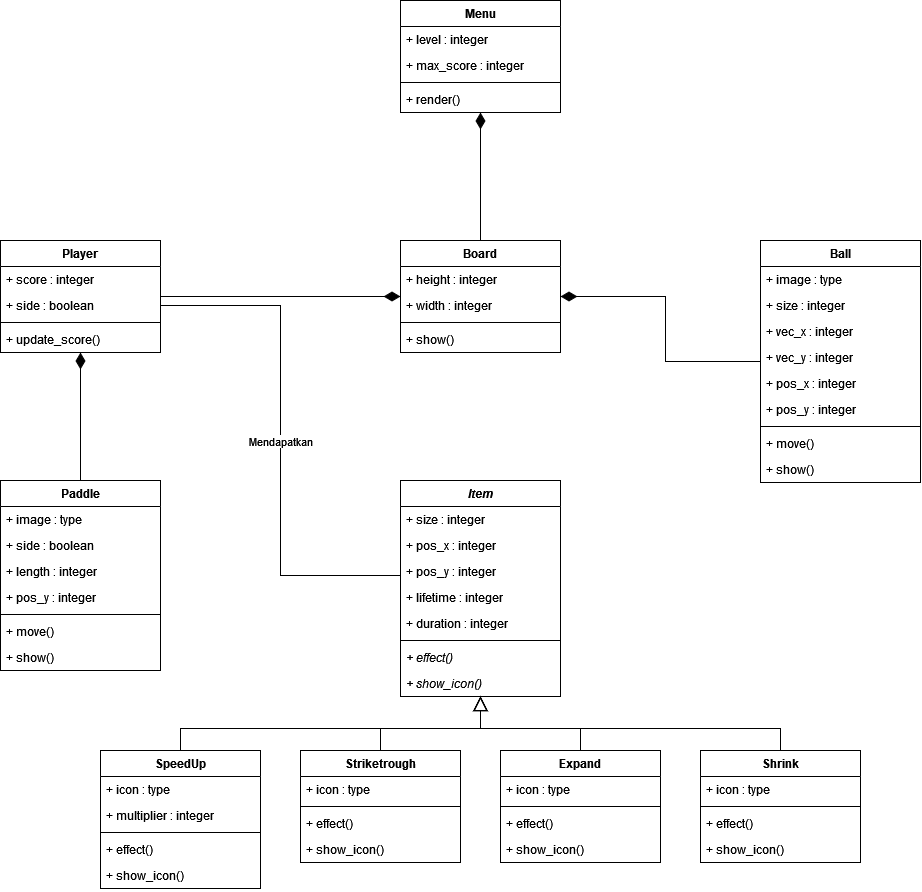 Menu
+ level : integer
+ max_score : integer
+ render()
Player
+ score : integer
+ side : boolean
+ update_score()
Board
+ height : integer
+ width : integer
+ show()
Ball
+ image : type
+ size : integer
+ vec_x : integer
+ vec_y : integer
+ pos_x : integer
+ pos_y : integer
+ move()
+ show()
Mendapatkan
Paddle
+ image : type
+ side : boolean
+ length : integer
+ pos_y : integer
+ move()
+ show()
Item
+ size : integer
+ pos_x : integer
+ pos_y : integer
+ lifetime : integer
+ duration : integer
+ effect()
+ show_icon()
SpeedUp
+ icon : type
+ multiplier : integer
+ effect()
+ show_icon()
Striketrough
+ icon : type
+ effect()
+ show_icon()
Expand
+ icon : type
+ effect()
+ show_icon()
Shrink
+ icon : type
+ effect()
+ show_icon()